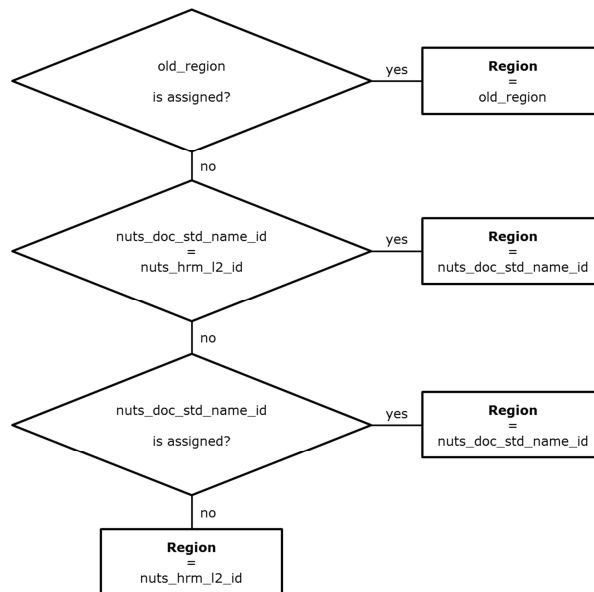 old_region
is assigned?
yes
Region
=
old_region
no
nuts_doc_std_name_id
=
nuts_hrm_l2_id
yes
Region
=
nuts_doc_std_name_id
no
nuts_doc_std_name_id
is assigned?
yes
Region
=
nuts_doc_std_name_id
no
Region
=
nuts_hrm_l2_id